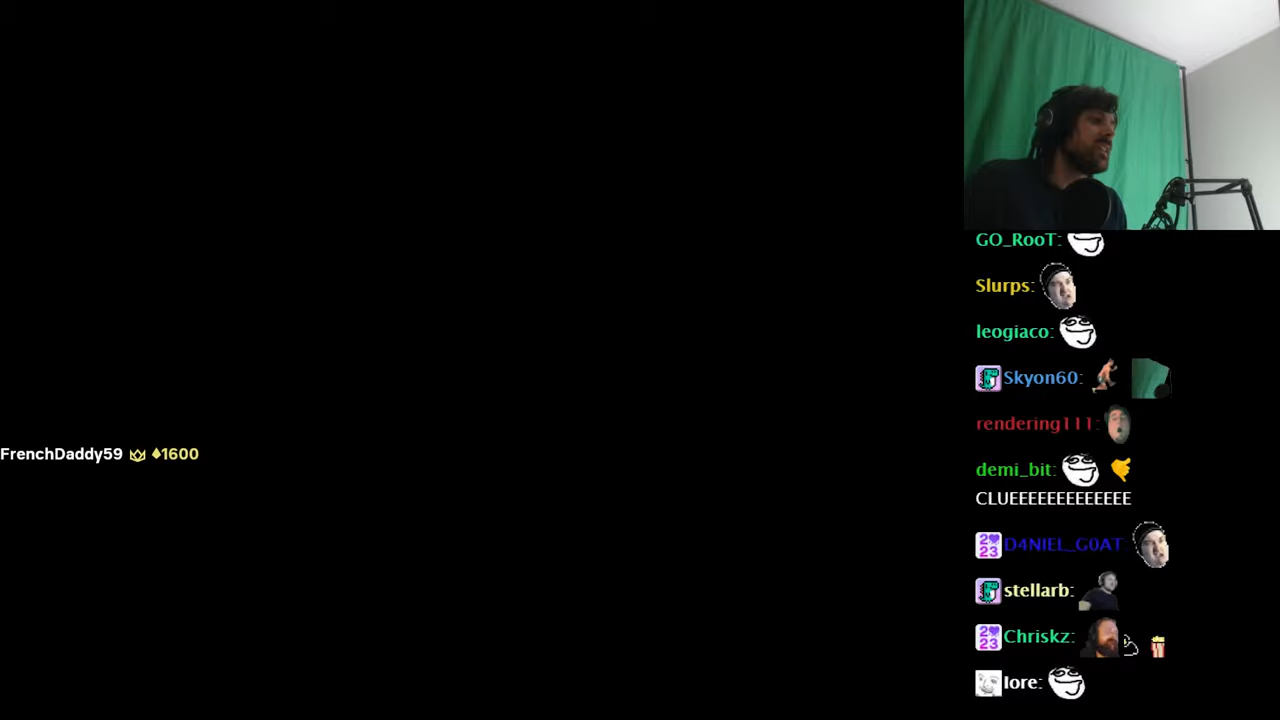 GO_RooT:
Slurps:
leogiaco:
Skyon60:
rendering111:
FrenchDaddy59 1600
demi_bit:
CLUEEEEEEEEEEEEE
D4NIEL_G0AT:
stellarb:
Chriskz:
lore: